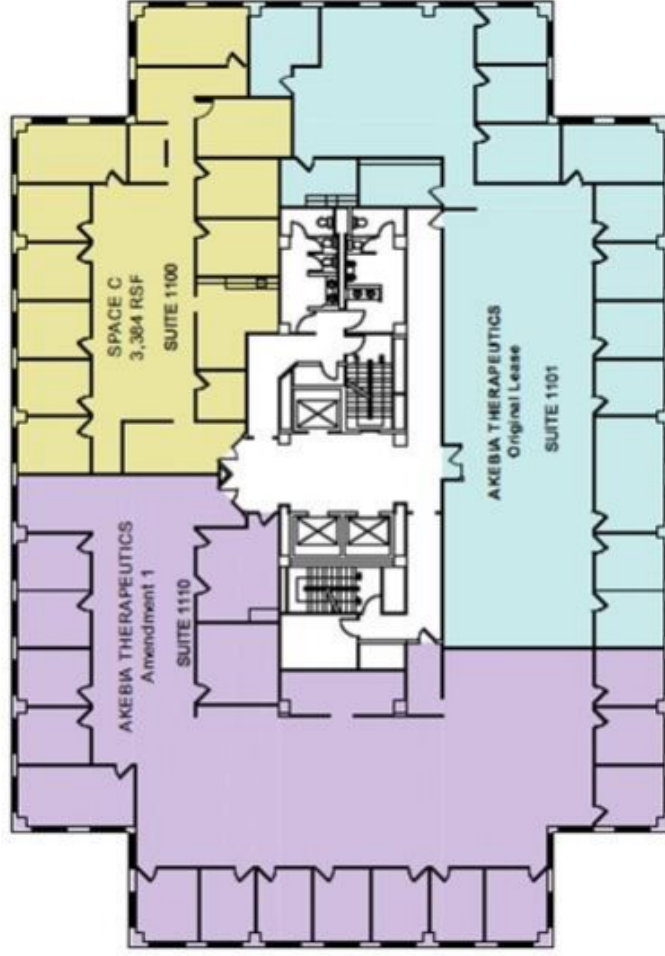 SPACE C
3,384 RSF
SUITE 1100
AKEBIA THERAPEUTICS
Original Lease
SUITE 1101
AKEBIA THERAPEUTICS
Amendment 1
SUITE 1110